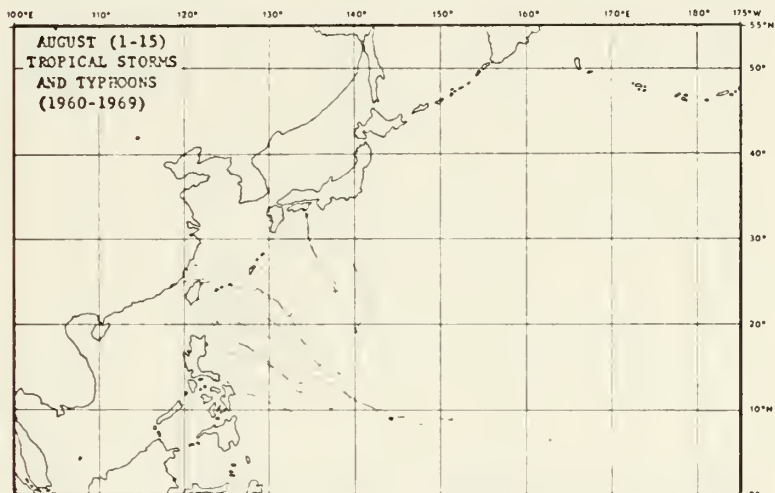 100°E 110° 120° 130° 140° 150° 160° 170°E 180° 175°W
AUGUST (1-15)
TROPICAL STORMS
AND TYPHOONS
(1960-1969)
55°N
50°
40°
30°
20°
10°N